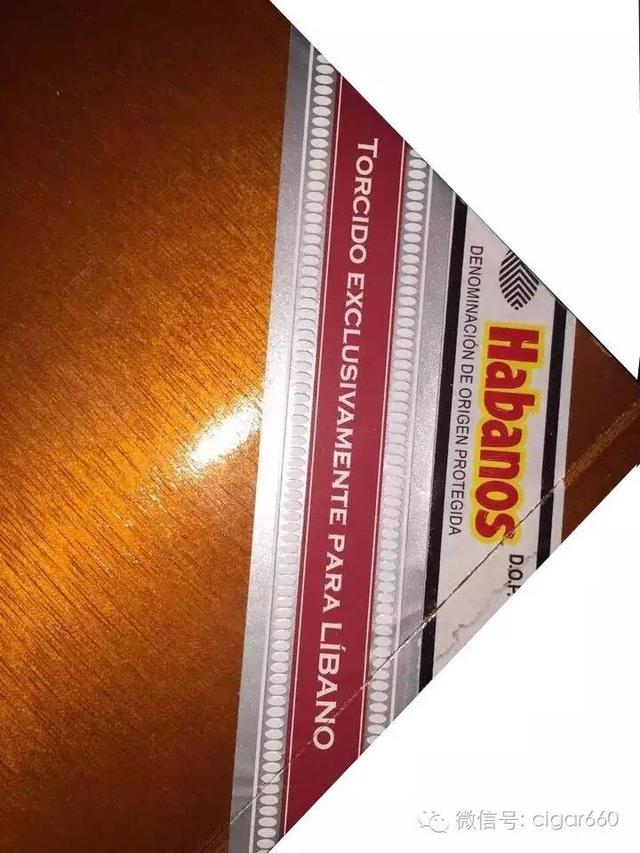 TORCIDO EXCLUSIVAMENTE PARA LÍBANO
Habanos
DENOMINACIÓN DE ORIGEN PROTEGIDA
D.O.P.
微信号: cigar660